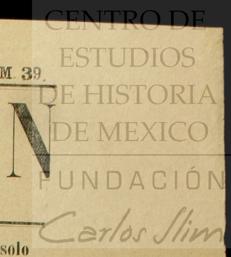 CENTRO DE
ESTUDIOS
M. 39.
DE HISTORIA
DE MEXICO
N
FUNDACIÓN
Carlos Slim
solo